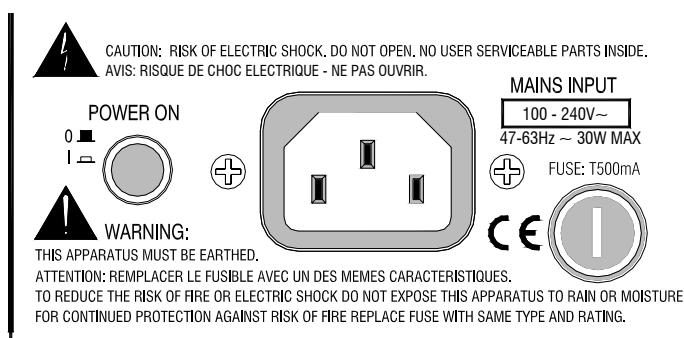 CAUTION: RISK OF ELECTRIC SHOCK. DO NOT OPEN. NO USER SERVICEABLE PARTS INSIDE.
AVIS: RISQUE DE CHOC ELECTRIQUE - NE PAS OUVRIR.
MAINS INPUT
100 - 240V~
47-63Hz ~ 30W MAX
FUSE: T500mA
POWER ON
0
I
CE
WARNING:
THIS APPARATUS MUST BE EARTHED.
ATTENTION: REMPLACER LE FUSIBLE AVEC UN DES MEMES CARACTERISTIQUES.
TO REDUCE THE RISK OF FIRE OR ELECTRIC SHOCK DO NOT EXPOSE THIS APPARATUS TO RAIN OR MOISTURE
FOR CONTINUED PROTECTION AGAINST RISK OF FIRE REPLACE FUSE WITH SAME TYPE AND RATING.